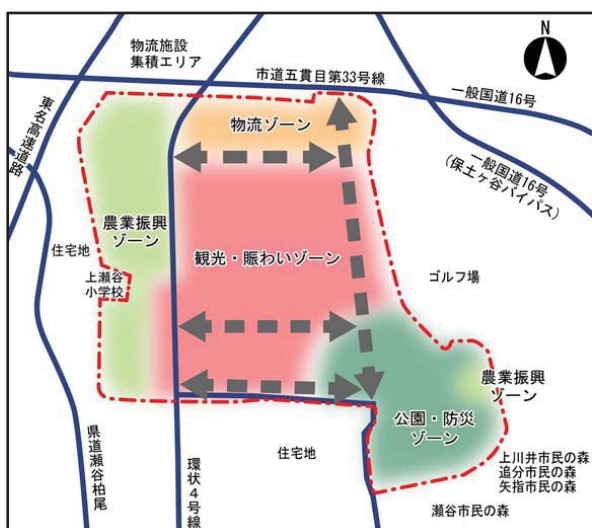 N
物流施設
集積エリア
市道五貫目第33号線
一般国道16号
東名高速道路
物流ゾーン
一般国道16号
(保土ヶ谷バイパス)
農業振興
ゾーン
住宅地
観光・賑わいゾーン
上瀬谷
小学校
ゴルフ場
農業振興
ゾーン
公園・防災
ゾーン
県道瀬谷柏尾
環状4号線
住宅地
上川井市民の森
追分市民の森
矢指市民の森
瀬谷市民の森